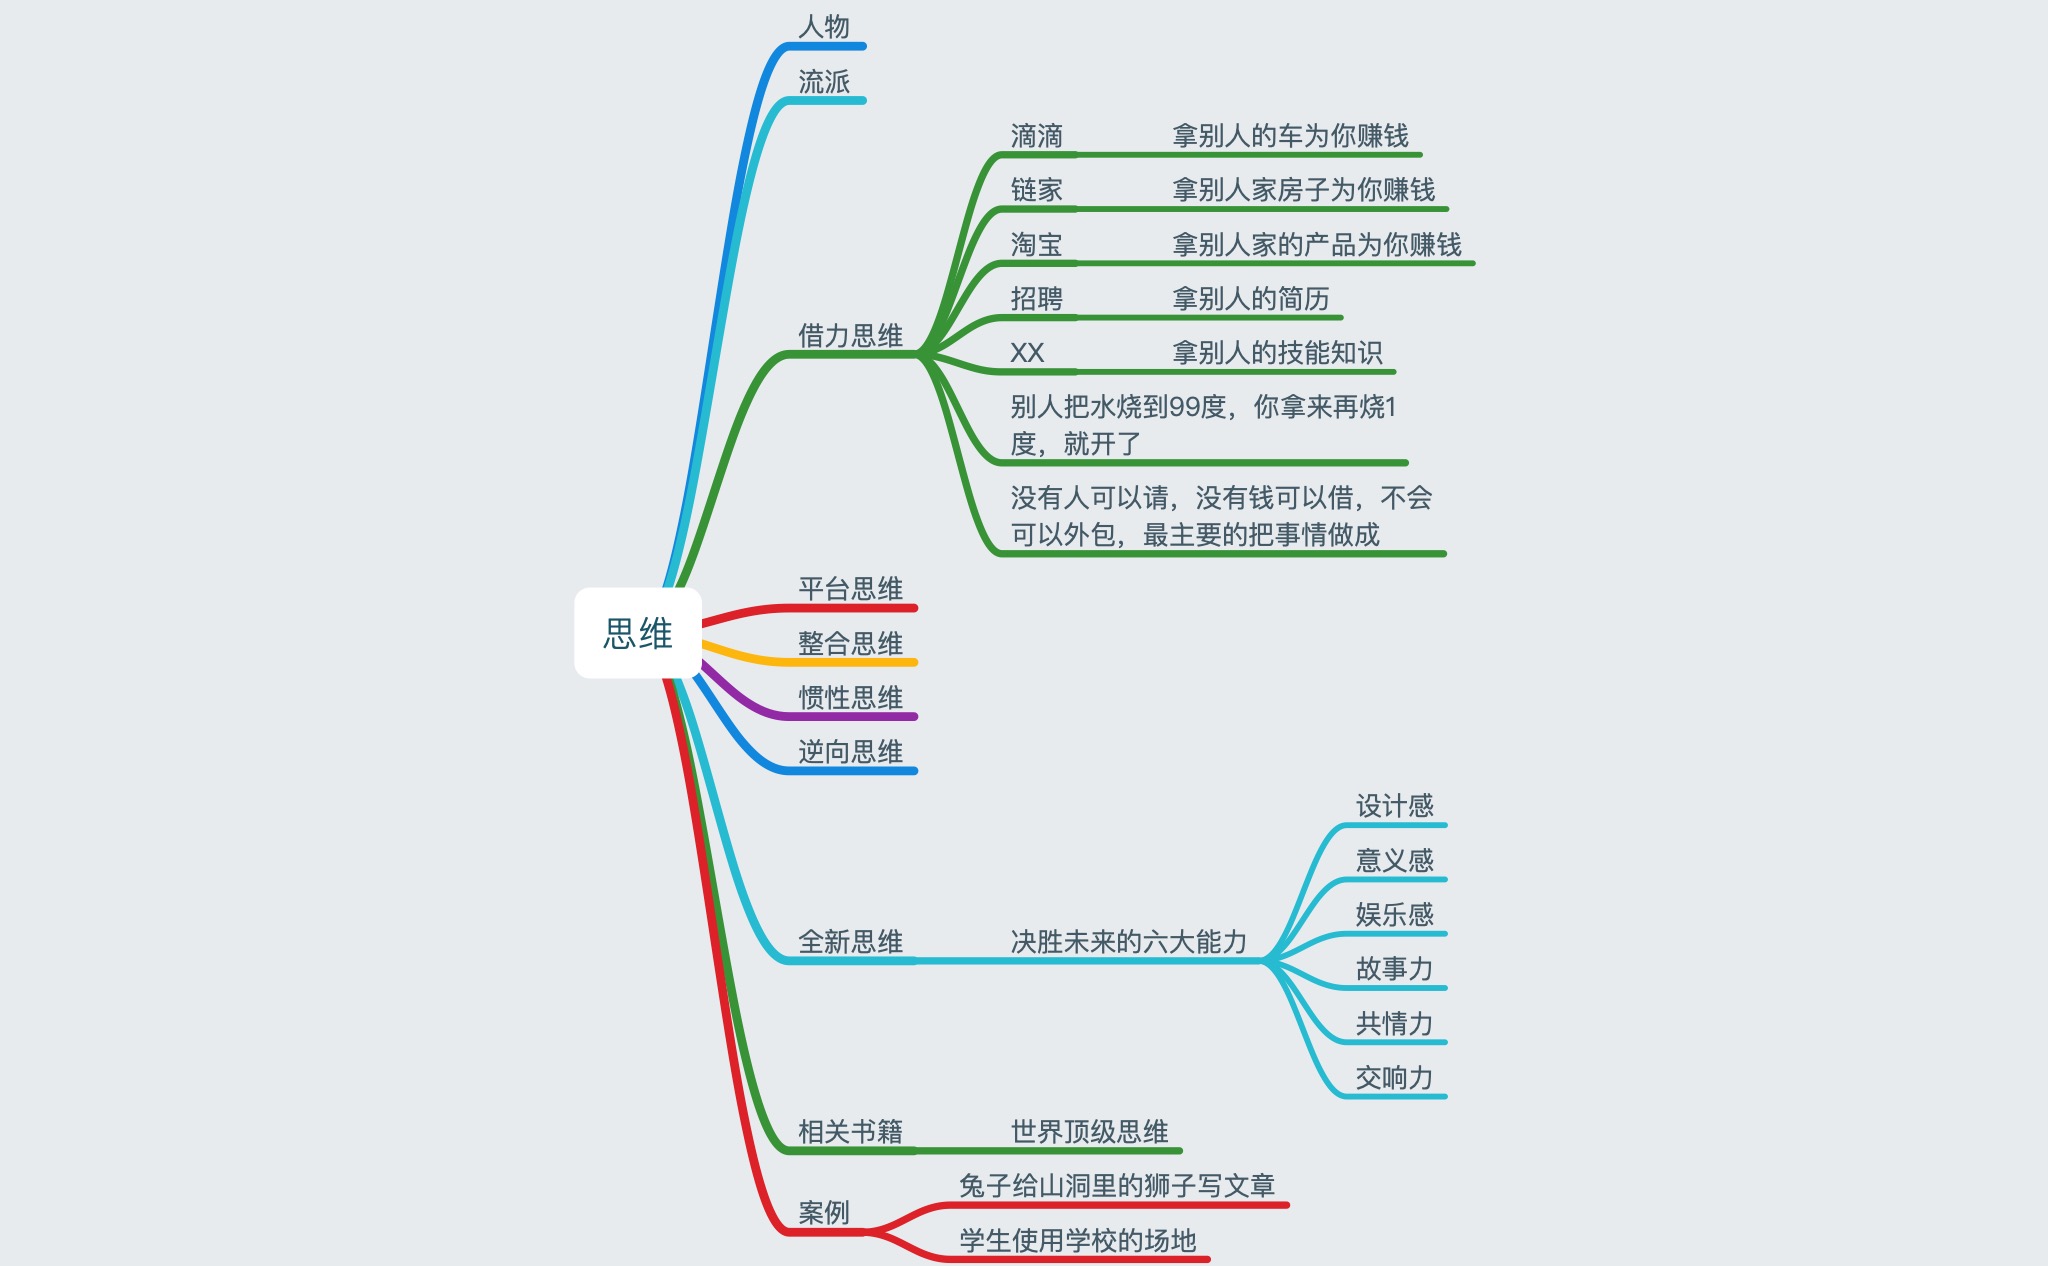 人物
流派
滴滴
拿别人的车为你赚钱
链家
拿别人家房子为你赚钱
淘宝
拿别人家的产品为你赚钱
招聘
拿别人的简历
借力思维
XX
拿别人的技能知识
别人把水烧到99度，你拿来再烧1
度，就开了
没有人可以请，没有钱可以借，不会
可以外包，最主要的把事情做成
平台思维
思维
整合思维
惯性思维
逆向思维
设计感
意义感
娱乐感
全新思维
决胜未来的六大能力
故事力
共情力
交响力
相关书籍
世界顶级思维
兔子给山洞里的狮子写文章
案例
学生使用学校的场地